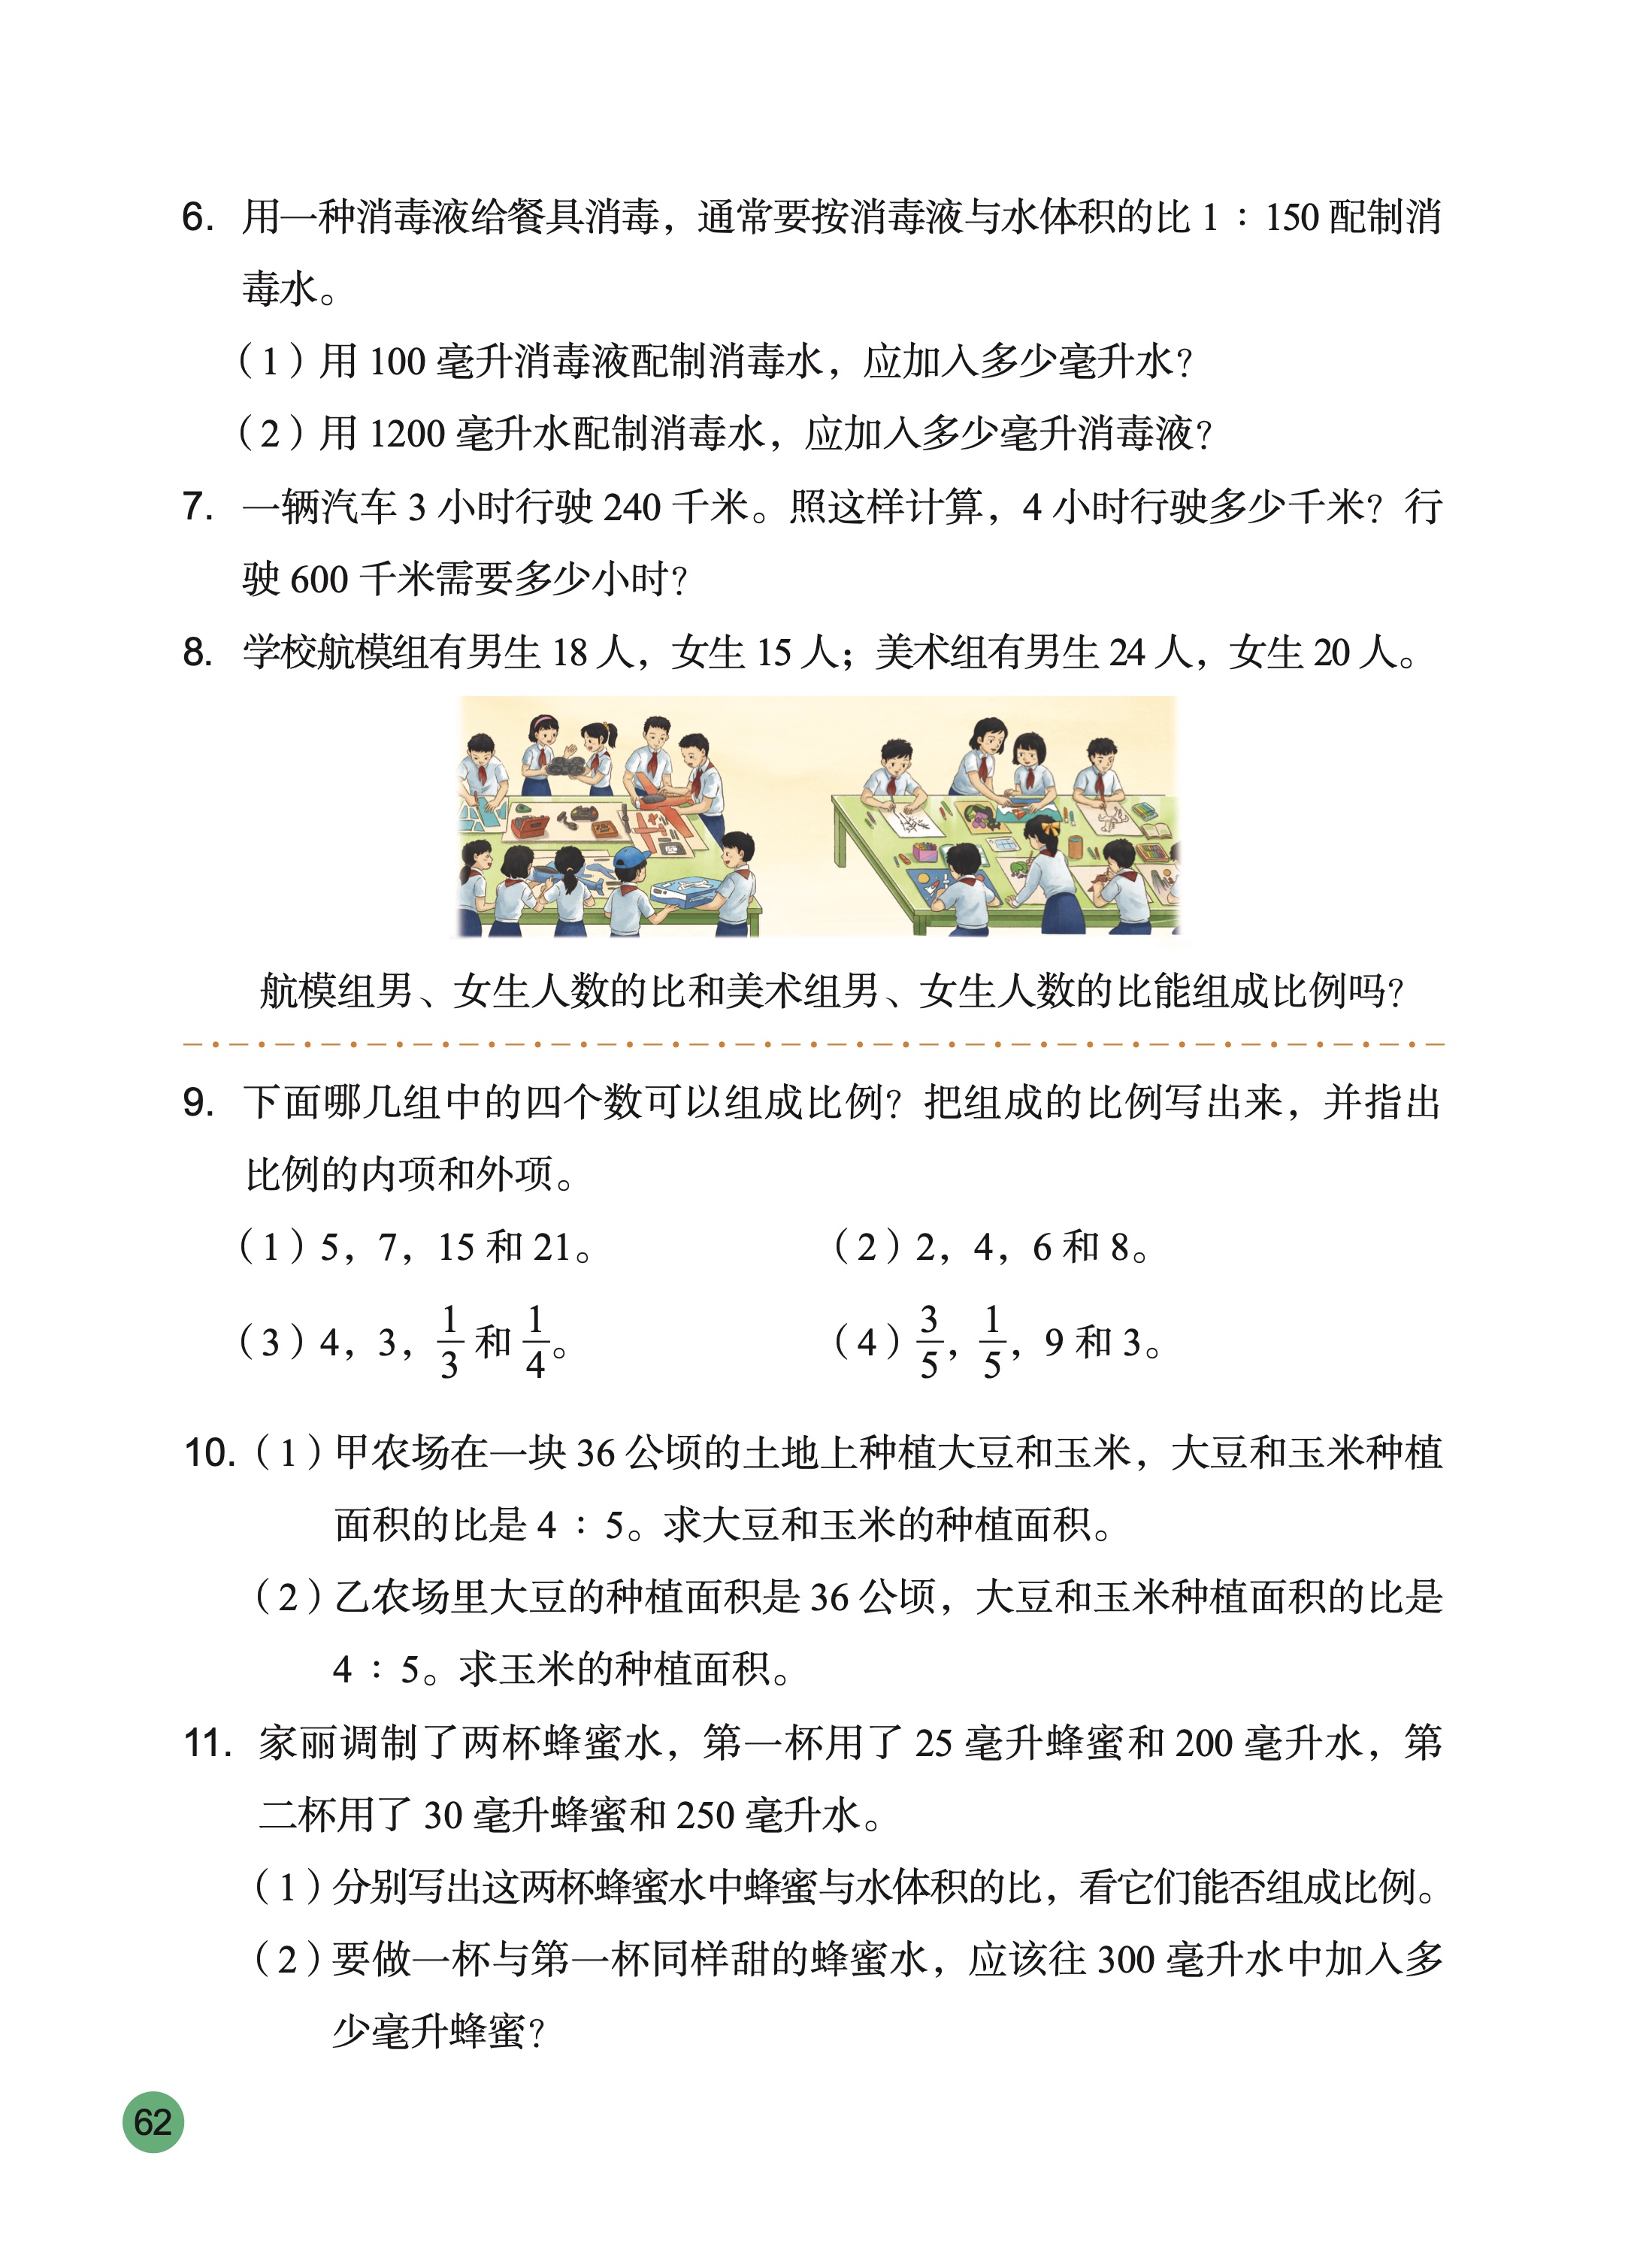 6. 用一种消毒液给餐具消毒，通常要按消毒液与水体积的比 1 ∶ 150 配制消
毒水。
（1）用 100 毫升消毒液配制消毒水，应加入多少毫升水？
（2）用 1200 毫升水配制消毒水，应加入多少毫升消毒液？
7. 一辆汽车 3 小时行驶 240 千米。照这样计算，4 小时行驶多少千米？行
驶 600 千米需要多少小时？
8. 学校航模组有男生 18 人，女生 15 人；美术组有男生 24 人，女生 20 人。
航模组男、女生人数的比和美术组男、女生人数的比能组成比例吗？
9. 下面哪几组中的四个数可以组成比例？把组成的比例写出来，并指出
比例的内项和外项。
（1）5，7，15 和 21。 （2）2，4，6 和 8。
（3）4，3，1/3 和 1/4。 （4）3/5，1/5，9 和 3。
10.（1）甲农场在一块 36 公顷的土地上种植大豆和玉米，大豆和玉米种植
面积的比是 4 ∶ 5。求大豆和玉米的种植面积。
（2）乙农场里大豆的种植面积是 36 公顷，大豆和玉米种植面积的比是
4 ∶ 5。求玉米的种植面积。
11. 家丽调制了两杯蜂蜜水，第一杯用了 25 毫升蜂蜜和 200 毫升水，第
二杯用了 30 毫升蜂蜜和 250 毫升水。
（1）分别写出这两杯蜂蜜水中蜂蜜与水体积的比，看它们能否组成比例。
（2）要做一杯与第一杯同样甜的蜂蜜水，应该往 300 毫升水中加入多
少毫升蜂蜜？
62